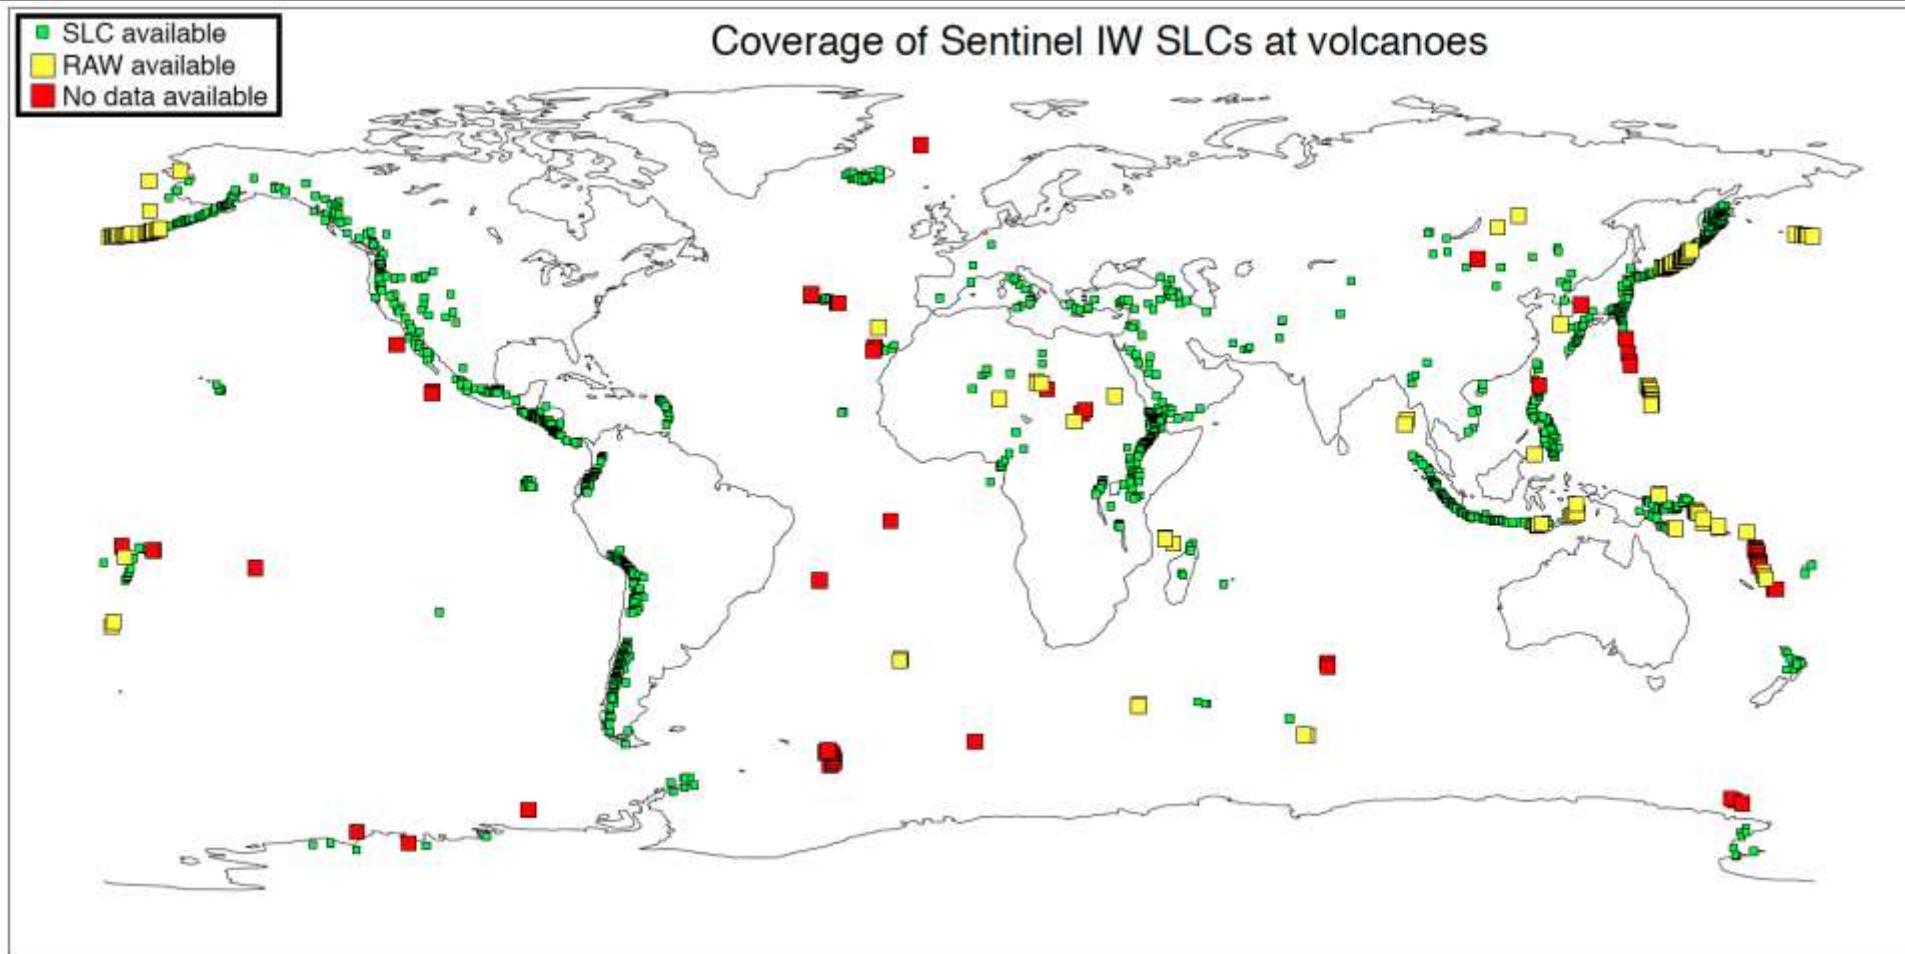 Coverage of Sentinel IW SLCs at volcanoes
SLC available
RAW available
No data available